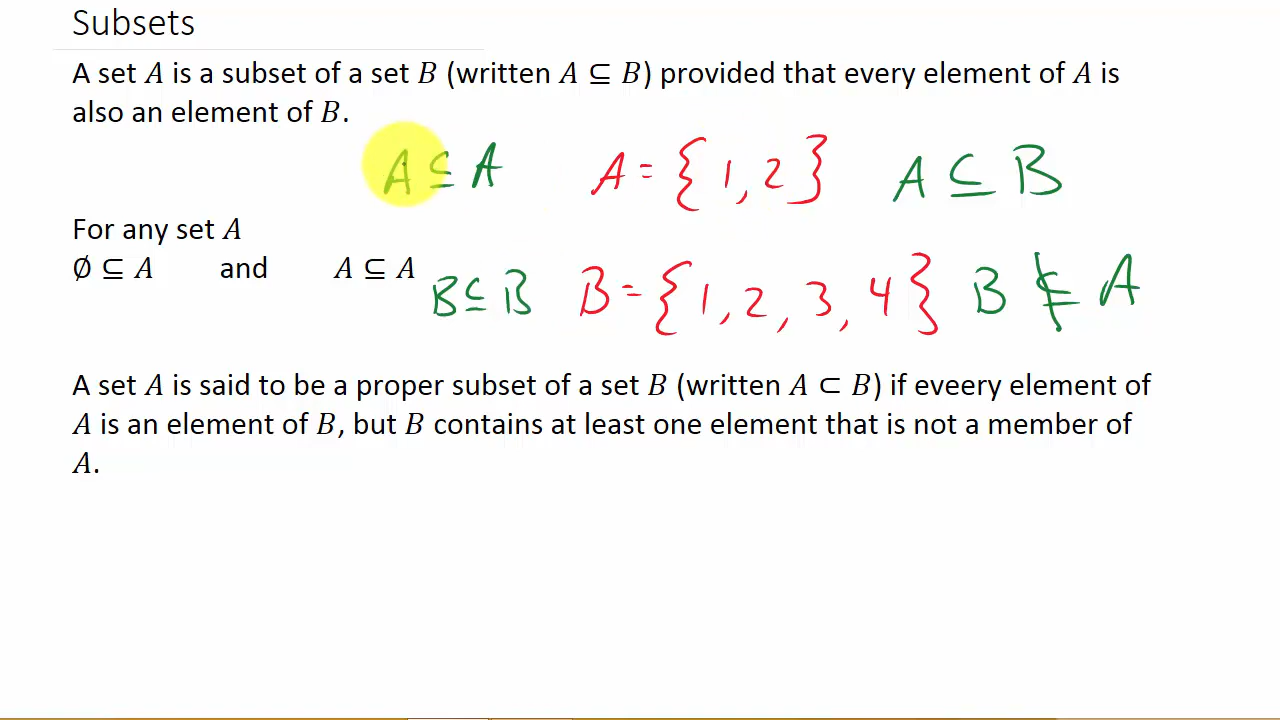 Subsets
A set A is a subset of a set B (written A ⊆ B) provided that every element of A is
also an element of B.
A ⊆ A A = {1, 2} A ⊆ B
For any set A
∅ ⊆ A and A ⊆ A
B ⊆ B B = {1, 2, 3, 4} B ⊈ A
A set A is said to be a proper subset of a set B (written A ⊂ B) if eveery element of
A is an element of B, but B contains at least one element that is not a member of
A.